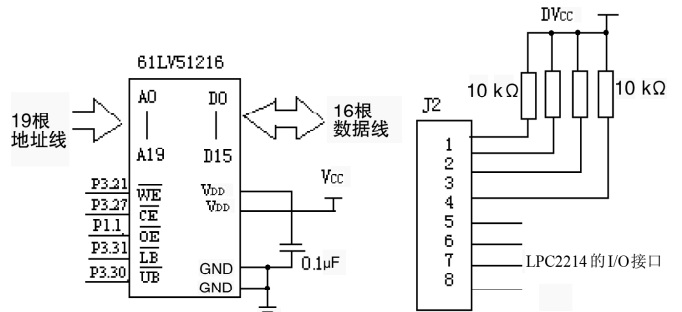 61LV51216
A0
D0
19根
地址线
16根
数据线
A19
D15
P3.21
WE
P3.27
CE
P1.1
OE
P3.31
LB
P3.30
UB
VDD
VDD
VCC
0.1μF
GND
GND
DVCC
10 kΩ
10 kΩ
J2
1
2
3
4
5
6
7
8
LPC2214的I/O接口